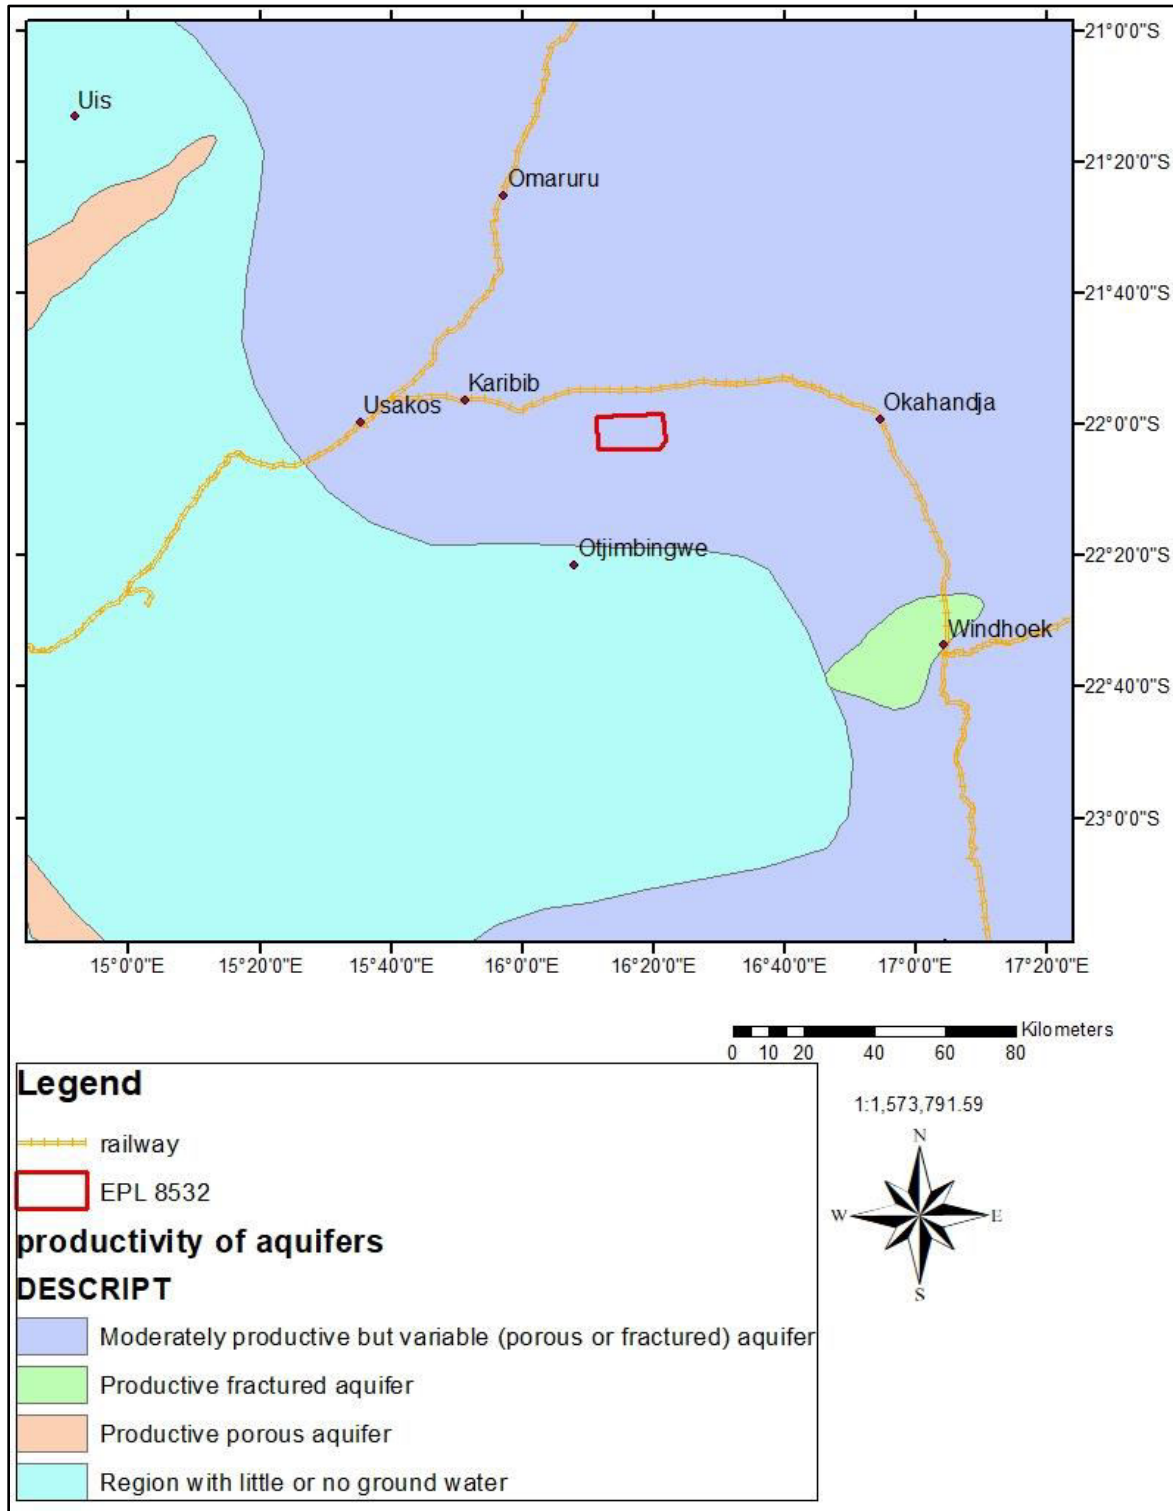 21°0'0"S
Uis
21°20'0"S
Omaruru
21°40'0"S
Karibib
Usakos
Okahandja
22°0'0"S
Otjimbingwe
22°20'0"S
Windhoek
22°40'0"S
23°0'0"S
15°0'0"E 15°20'0"E 15°40'0"E 16°0'0"E 16°20'0"E 16°40'0"E 17°0'0"E 17°20'0"E
Kilometers
0 10 20 40 60 80
1:1,573,791.59
N
W E
S
Legend
railway
EPL 8532
productivity of aquifers
DESCRIPT
Moderately productive but variable (porous or fractured) aquifer
Productive fractured aquifer
Productive porous aquifer
Region with little or no ground water